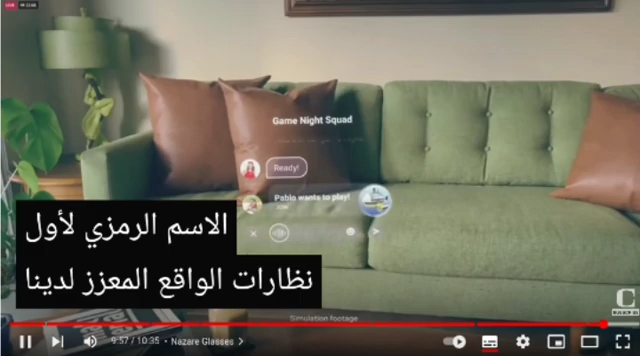 Game Night Squad
Ready!
Pablo wants to play!
الاسم الرمزي لأول
نظارات الواقع المعزز لدينا
Simulation footage
C
9:57 / 10:35 • Nazare Glasses >